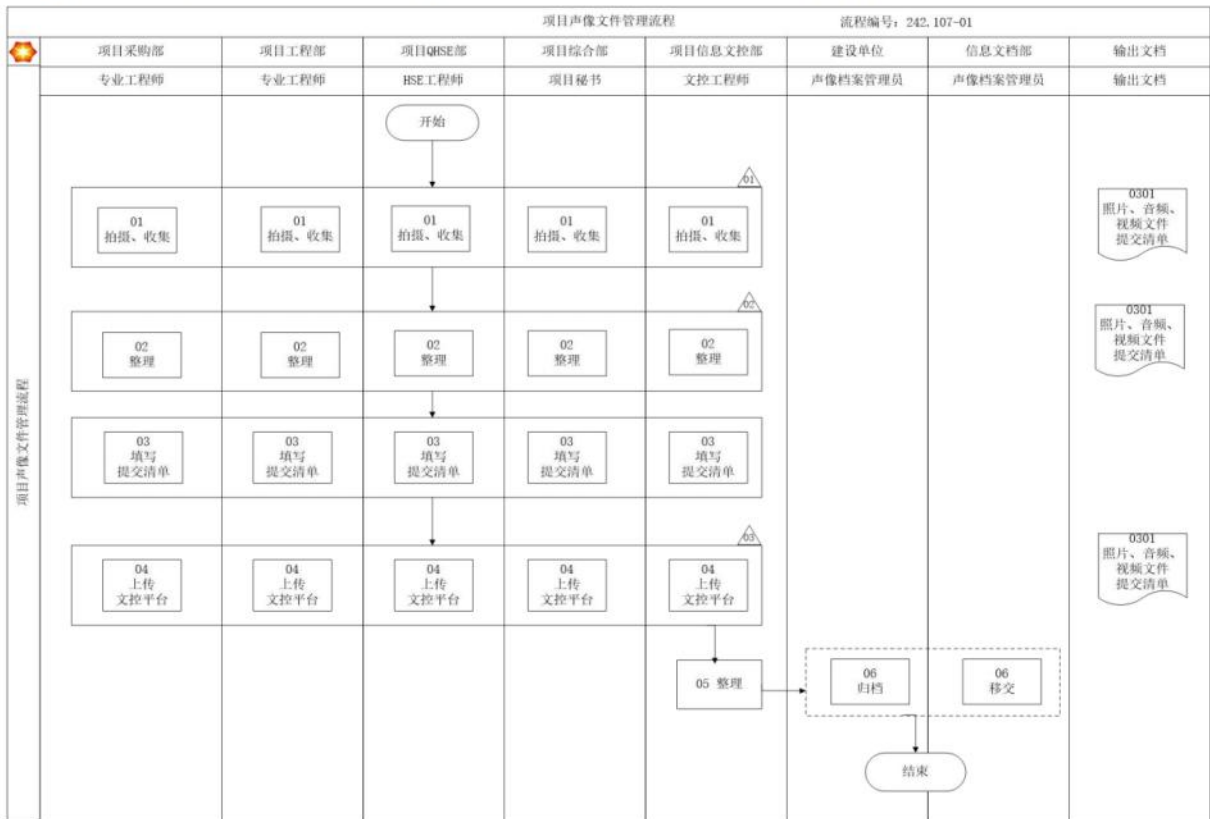 项目声像文件管理流程
流程编号：242.107-01
项目采购部
项目工程部
项目QHSE部
项目综合部
项目信息文控部
建设单位
信息文档部
输出文档
专业工程师
专业工程师
HSE工程师
项目秘书
文控工程师
声像档案管理员
声像档案管理员
输出文档
项目声像文件管理流程
开始
01
01
拍摄、收集
01
拍摄、收集
01
拍摄、收集
01
拍摄、收集
01
拍摄、收集
0301
照片、音频、
视频文件
提交清单
02
02
整理
02
整理
02
整理
02
整理
02
整理
0301
照片、音频、
视频文件
提交清单
03
填写
提交清单
03
填写
提交清单
03
填写
提交清单
03
填写
提交清单
03
填写
提交清单
03
04
上传
文控平台
04
上传
文控平台
04
上传
文控平台
04
上传
文控平台
04
上传
文控平台
0301
照片、音频、
视频文件
提交清单
05 整理
06
归档
06
移交
结束